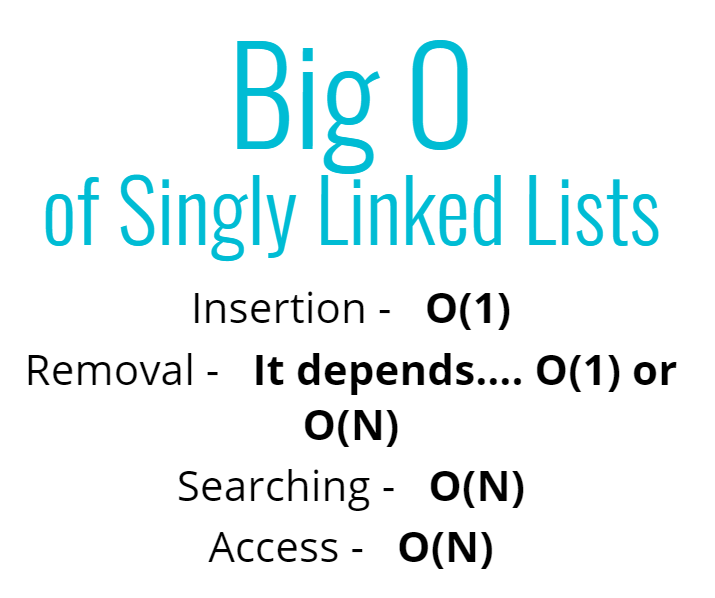 Big O
of Singly Linked Lists
Insertion - O(1)
Removal - It depends.... O(1) or
O(N)
Searching - O(N)
Access - O(N)